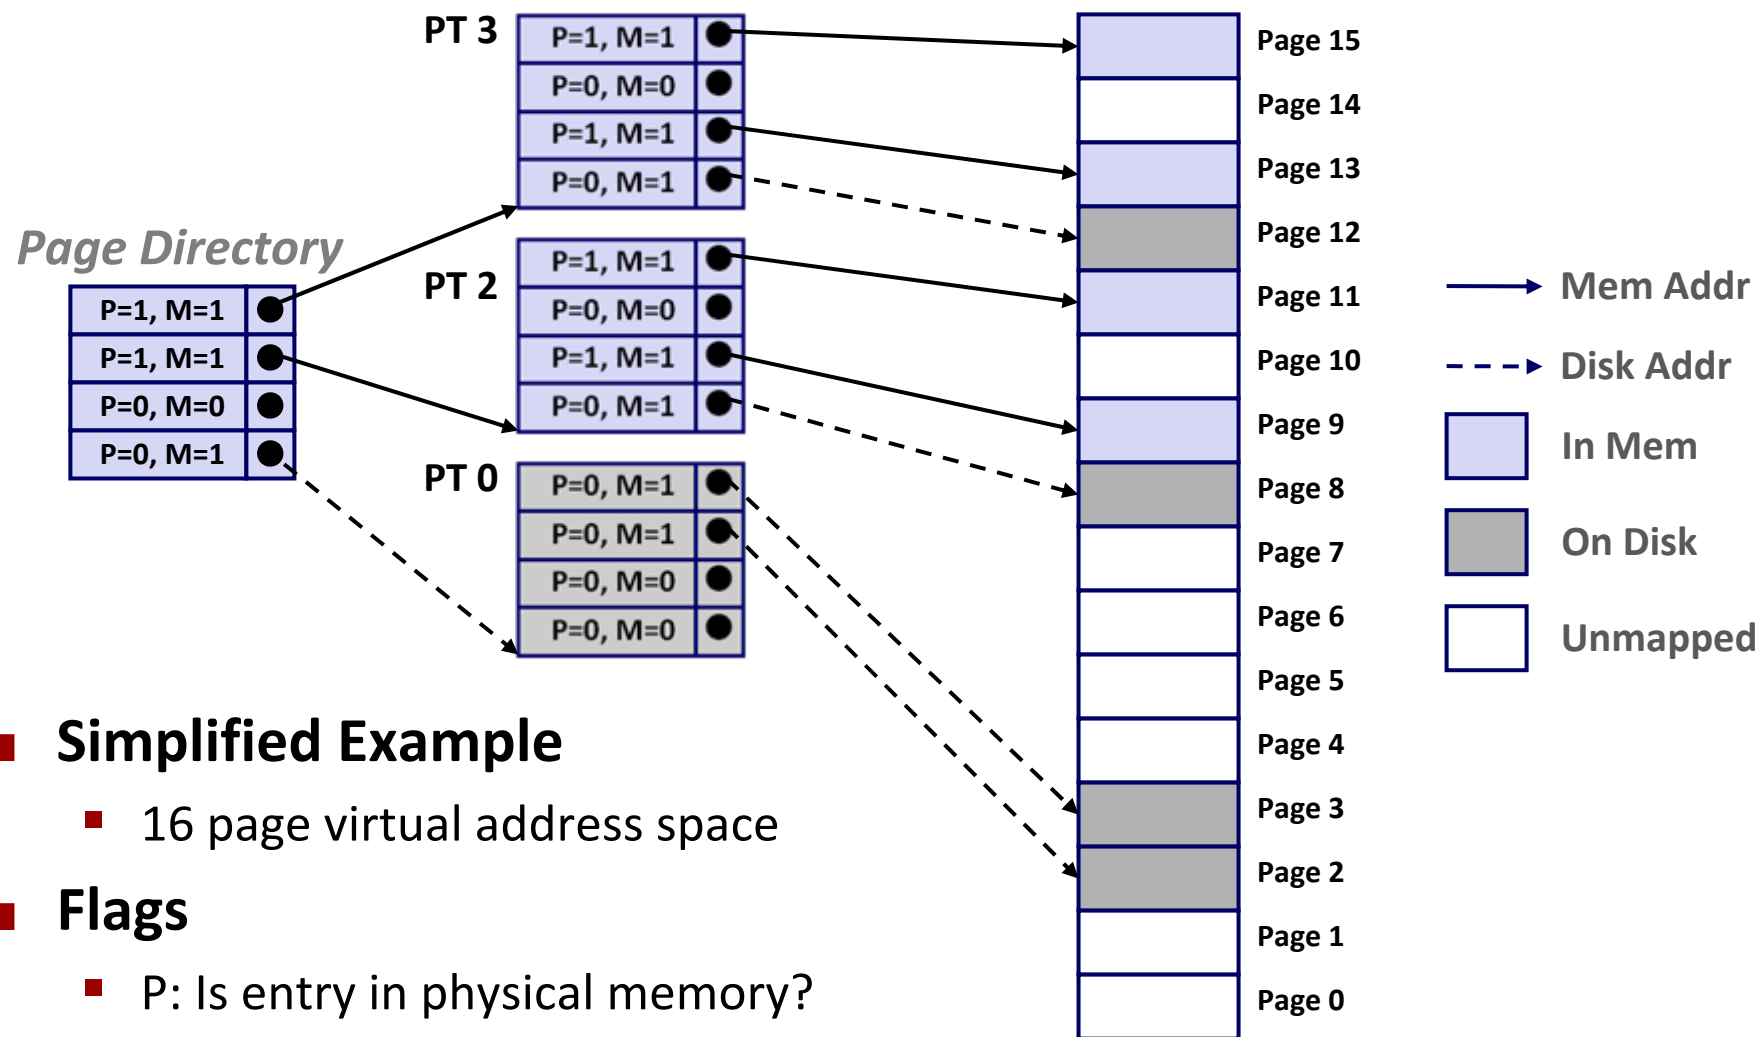 PT 3
P=1, M=1
P=0, M=0
P=1, M=1
P=0, M=1
Page Directory
P=1, M=1
P=1, M=1
P=0, M=0
P=0, M=1
PT 2
P=1, M=1
P=0, M=0
P=1, M=1
P=0, M=1
PT 0
P=0, M=1
P=0, M=1
P=0, M=0
P=0, M=0
Page 15
Page 14
Page 13
Page 12
Page 11
Page 10
Page 9
Page 8
Page 7
Page 6
Page 5
Page 4
Page 3
Page 2
Page 1
Page 0
Mem Addr
Disk Addr
In Mem
On Disk
Unmapped
Simplified Example
16 page virtual address space
Flags
P: Is entry in physical memory?